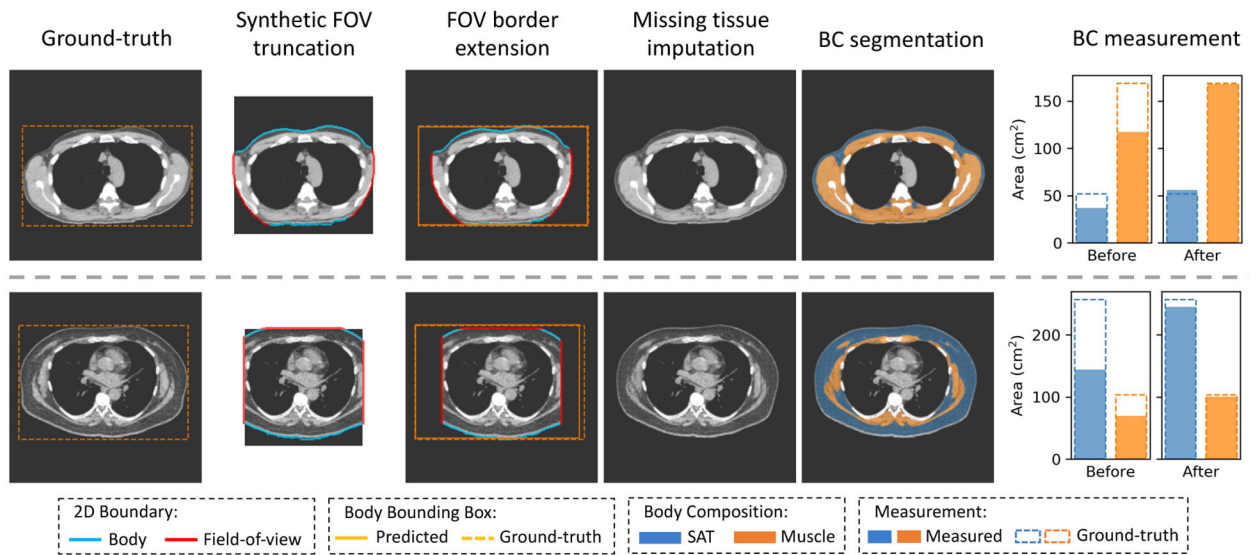 Ground-truth
Synthetic FOV
truncation
FOV border
extension
Missing tissue
imputation
BC segmentation
BC measurement
Area (cm²)
150
100
50
0
Before
After
Area (cm²)
200
100
0
Before
After
2D Boundary:
Body
Field-of-view
Body Bounding Box:
Predicted
Ground-truth
Body Composition:
SAT
Muscle
Measurement:
Measured
Ground-truth